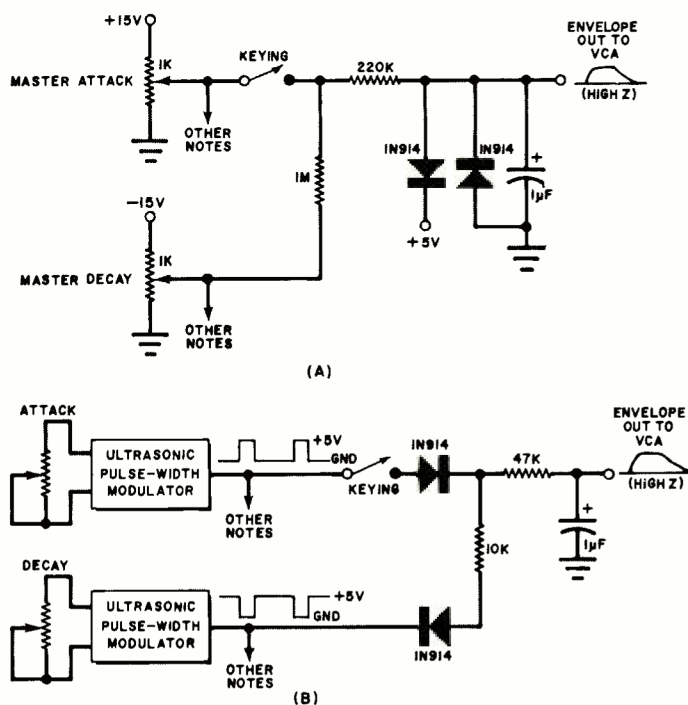 +15V
1K
MASTER ATTACK
KEYING
220K
ENVELOPE
OUT TO
VCA
(HIGH Z)
OTHER
NOTES
1M
1N914
1N914
+
1µF
+5V
-15V
1K
MASTER DECAY
OTHER
NOTES
(A)
ATTACK
ULTRASONIC
PULSE-WIDTH
MODULATOR
+5V
GND
KEYING
1N914
47K
ENVELOPE
OUT TO
VCA
(HIGH Z)
OTHER
NOTES
10K
+
1µF
DECAY
ULTRASONIC
PULSE-WIDTH
MODULATOR
+5V
GND
1N914
OTHER
NOTES
(B)